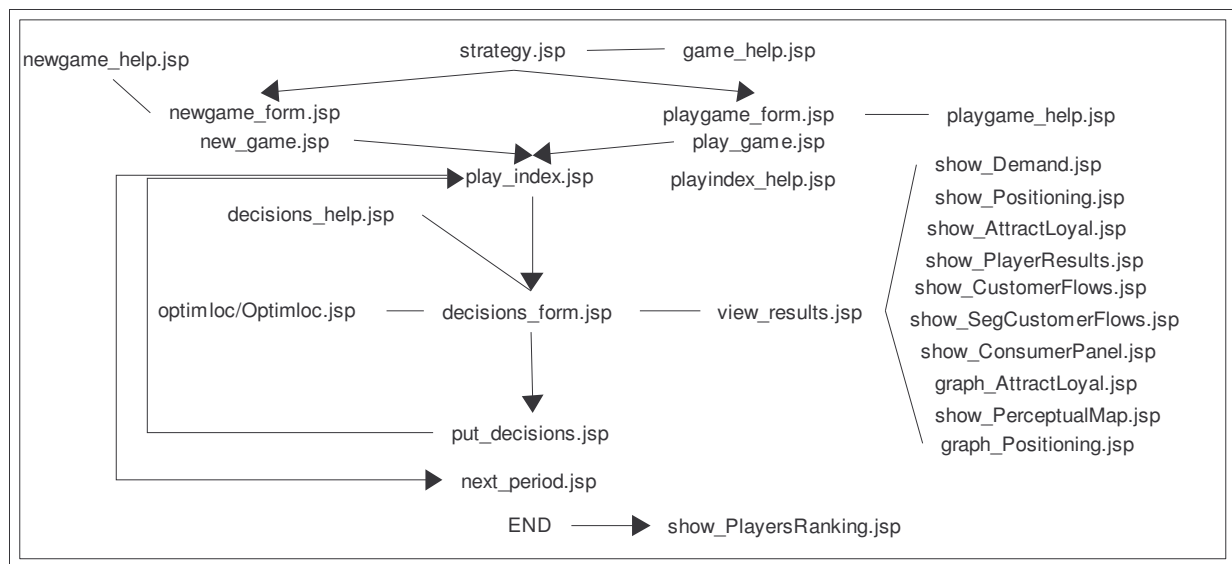 strategy.jsp
game_help.jsp
newgame_help.jsp
newgame_form.jsp
playgame_form.jsp
playgame_help.jsp
new_game.jsp
play_game.jsp
play_index.jsp
playindex_help.jsp
show_Demand.jsp
show_Positioning.jsp
decisions_help.jsp
show_AttractLoyal.jsp
show_PlayerResults.jsp
show_CustomerFlows.jsp
optimloc/Optimloc.jsp
decisions_form.jsp
view_results.jsp
show_SegCustomerFlows.jsp
show_ConsumerPanel.jsp
graph_AttractLoyal.jsp
show_PerceptualMap.jsp
put_decisions.jsp
graph_Positioning.jsp
next_period.jsp
END
show_PlayersRanking.jsp